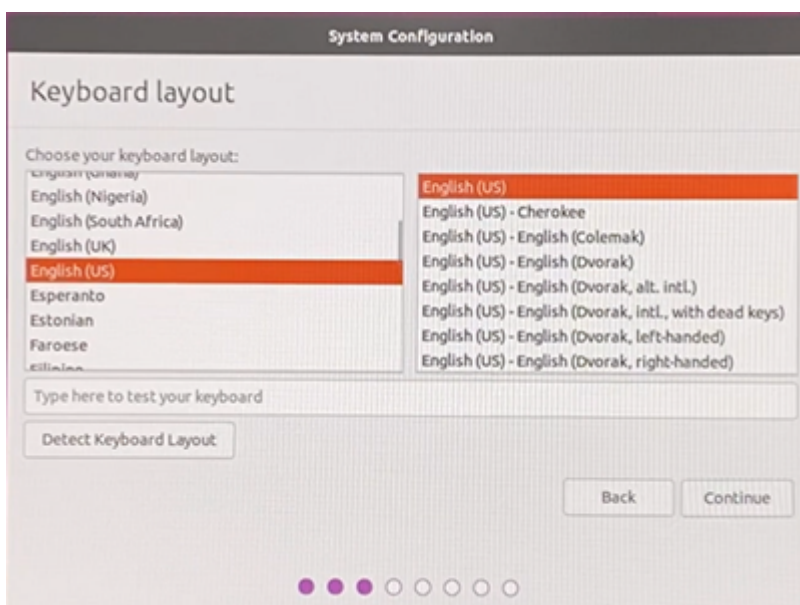 System Configuration
Keyboard layout
Choose your keyboard layout:
English (Ghana)
English (Nigeria)
English (South Africa)
English (UK)
English (US)
Esperanto
Estonian
Faroese
Filipino
English (US)
English (US) - Cherokee
English (US) - English (Colemak)
English (US) - English (Dvorak)
English (US) - English (Dvorak, alt. intl.)
English (US) - English (Dvorak, intl., with dead keys)
English (US) - English (Dvorak, left-handed)
English (US) - English (Dvorak, right-handed)
Type here to test your keyboard
Detect Keyboard Layout
Back
Continue